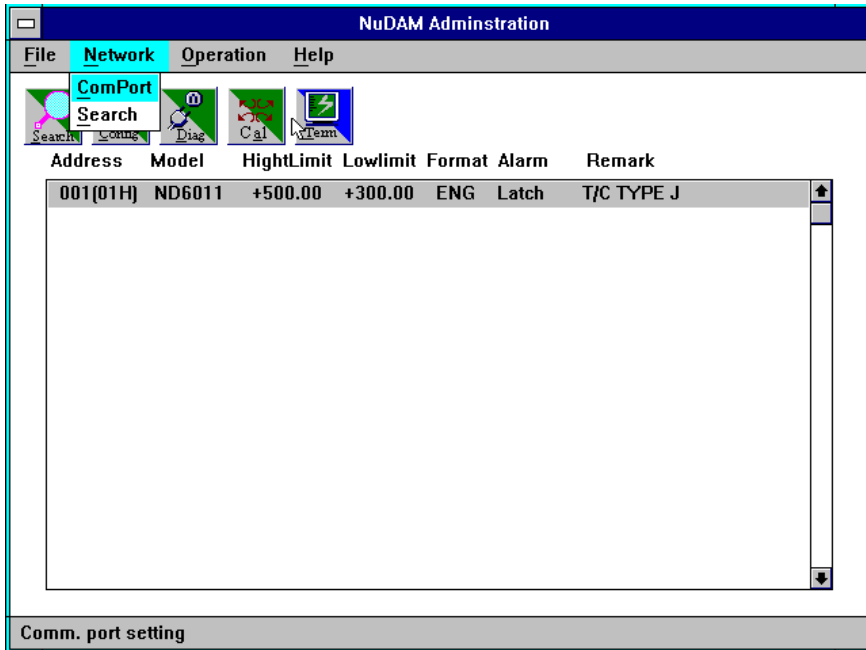 NuDAM Adminstration
File Network Operation Help
ComPort
Search
Search Config Diag Cal Term
Address Model HightLimit Lowlimit Format Alarm Remark
001(01H) ND6011 +500.00 +300.00 ENG Latch T/C TYPE J
Comm. port setting